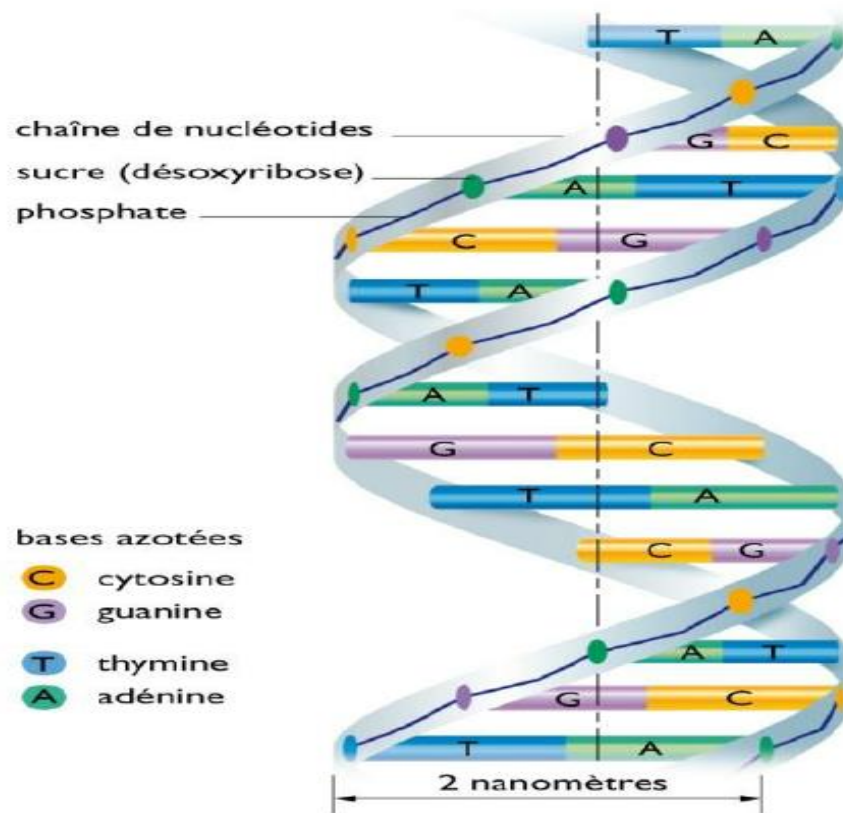 T A
chaîne de nucléotides
G C
sucre (désoxyribose)
A T
phosphate
C G
T A
A T
G C
T A
bases azotées
C G
C cytosine
G guanine
T thymine
A T
A adénine
G C
T A
2 nanomètres